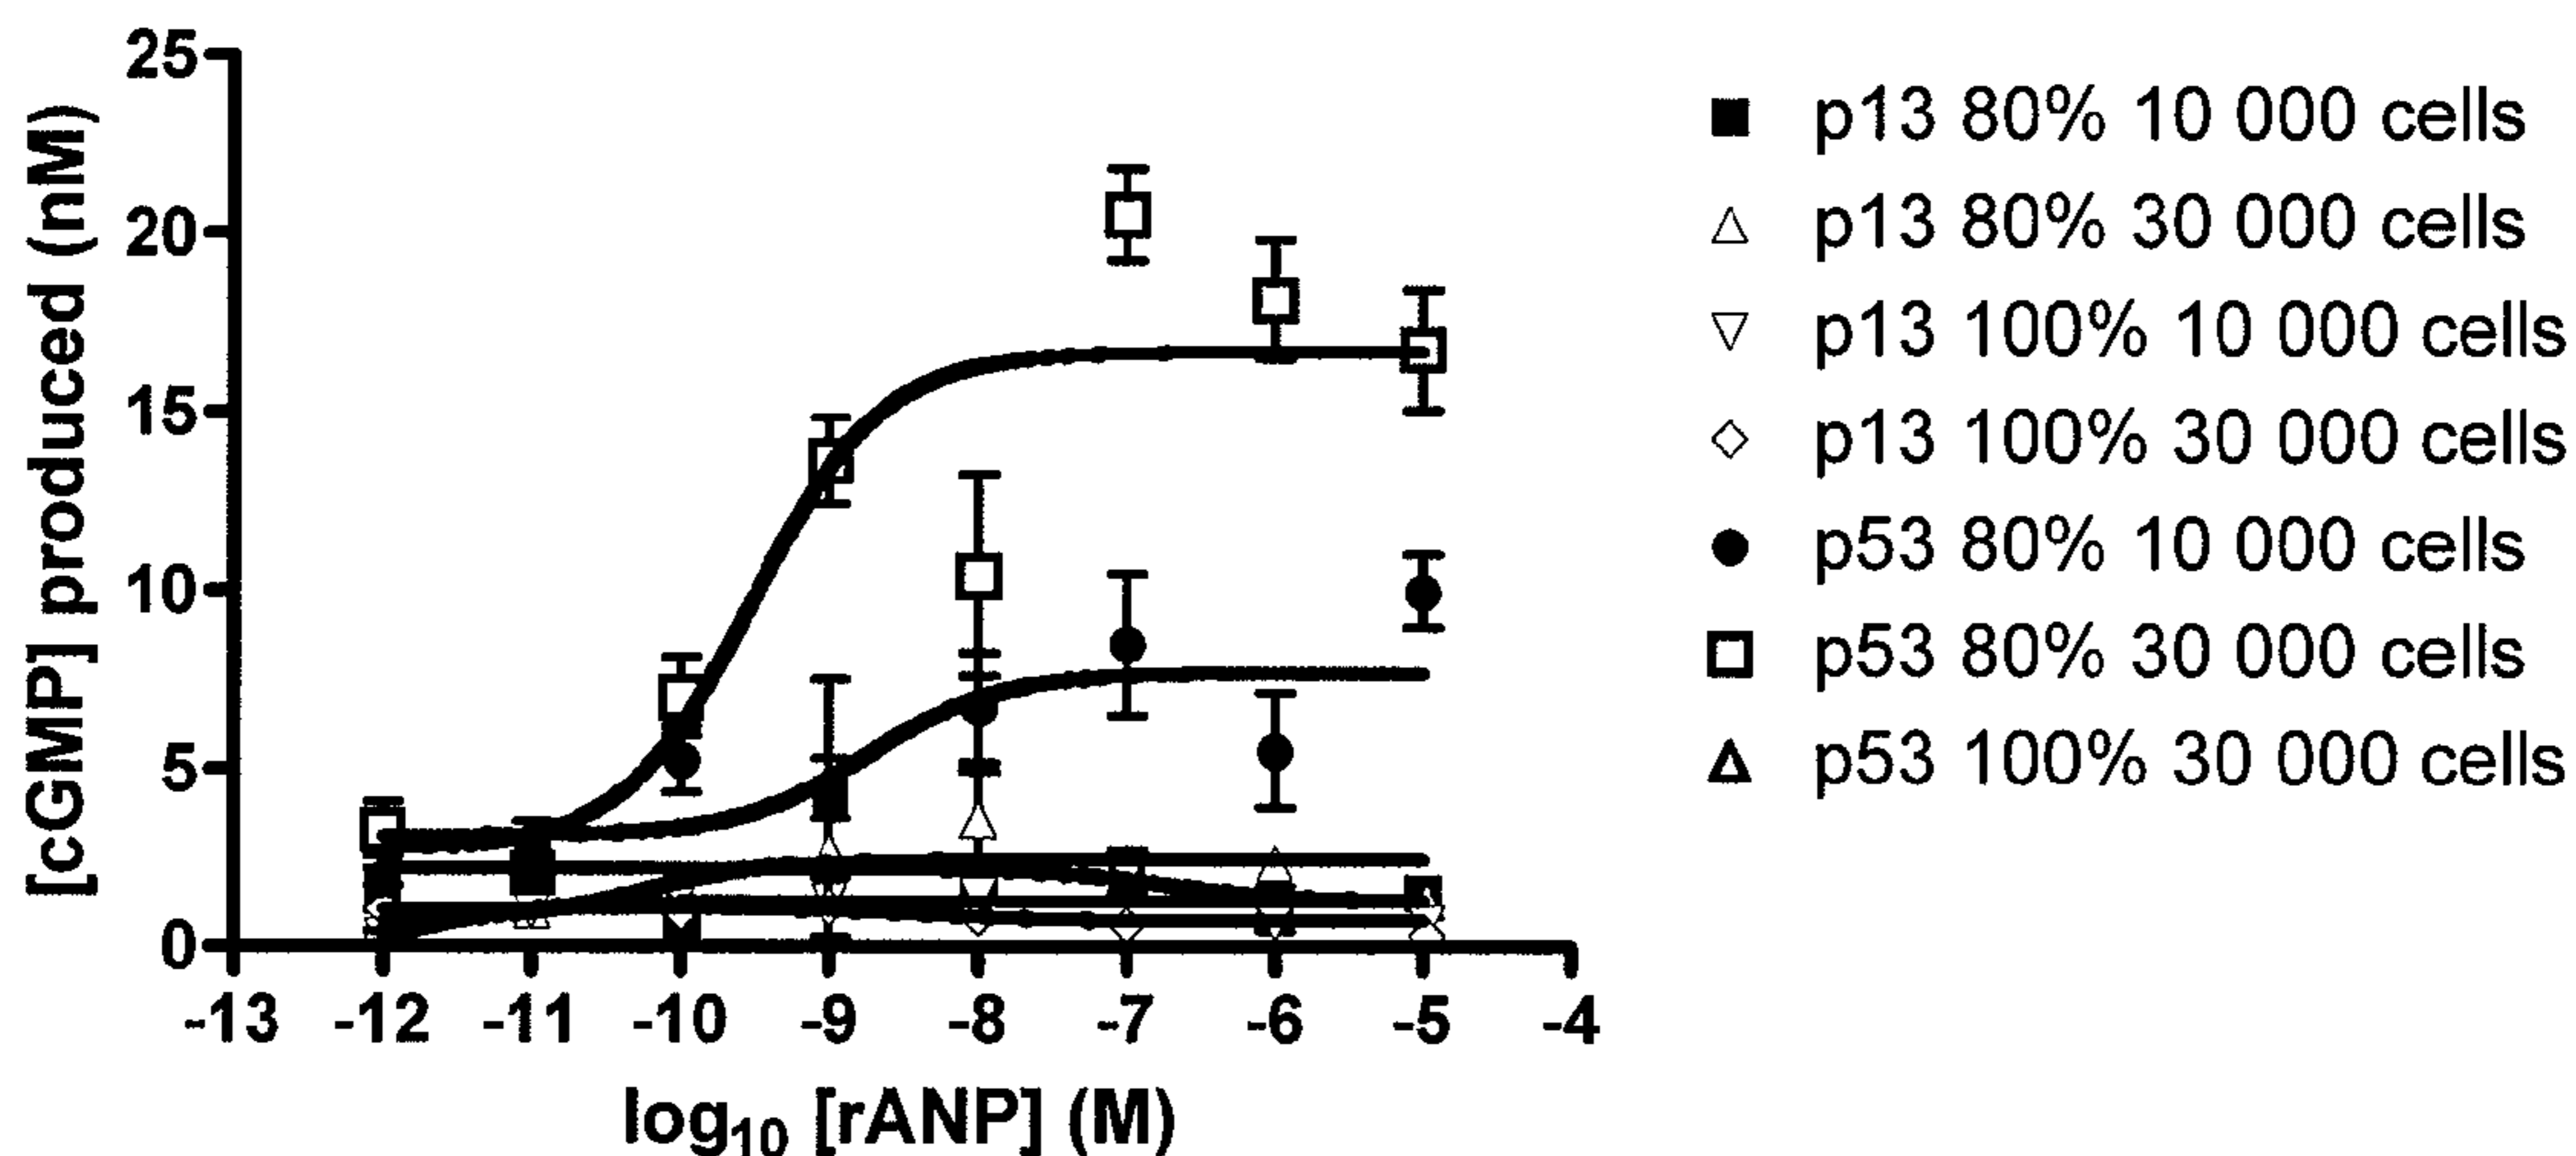 [cGMP] produced (nM)
25
20
15
10
5
0
-13 -12 -11 -10 -9 -8 -7 -6 -5 -4
log10 [rANP] (M)
p13 80% 10 000 cells
p13 80% 30 000 cells
p13 100% 10 000 cells
p13 100% 30 000 cells
p53 80% 10 000 cells
p53 80% 30 000 cells
p53 100% 30 000 cells